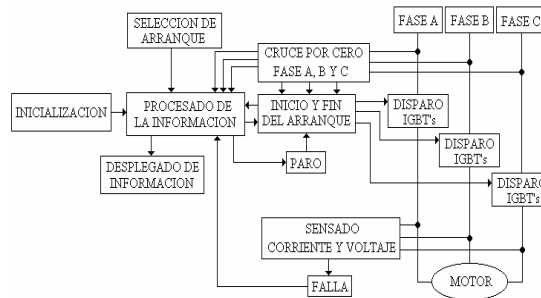 SELECCION DE
ARRANQUE
FASE A
FASE B
FASE C
CRUCE POR CERO
FASE A, B Y C
INICIALIZACION
PROCESADO DE
LA INFORMACION
INICIO Y FIN
DEL ARRANQUE
DISPARO
IGBT's
DISPARO
IGBT's
DISPARO
IGBT's
DESPLEGADO DE
INFORMACION
PARO
SENSADO
CORRIENTE Y VOLTAJE
FALLA
MOTOR